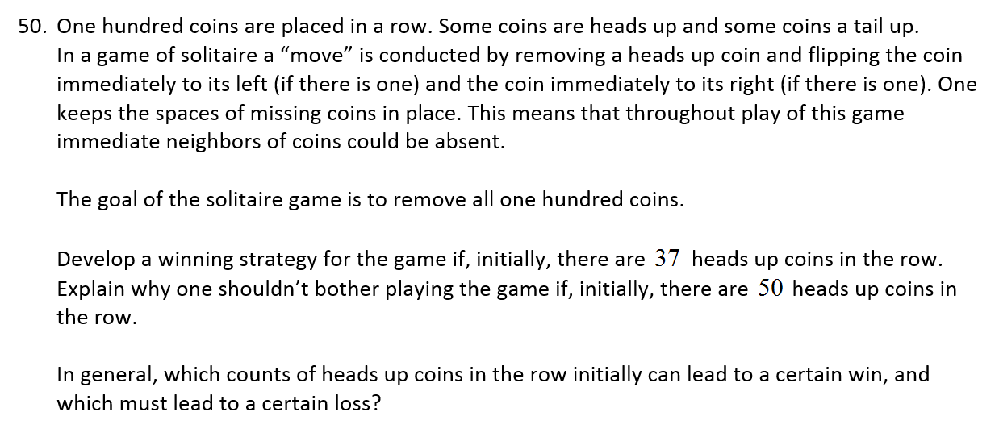 50. One hundred coins are placed in a row. Some coins are heads up and some coins a tail up.
In a game of solitaire a “move” is conducted by removing a heads up coin and flipping the coin
immediately to its left (if there is one) and the coin immediately to its right (if there is one). One
keeps the spaces of missing coins in place. This means that throughout play of this game
immediate neighbors of coins could be absent.
The goal of the solitaire game is to remove all one hundred coins.
Develop a winning strategy for the game if, initially, there are 37 heads up coins in the row.
Explain why one shouldn’t bother playing the game if, initially, there are 50 heads up coins in
the row.
In general, which counts of heads up coins in the row initially can lead to a certain win, and
which must lead to a certain loss?